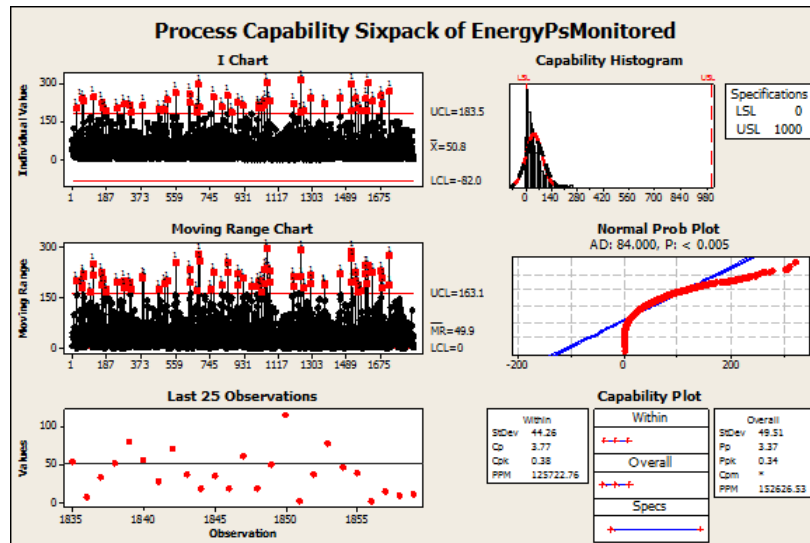 Process Capability Sixpack of EnergyPsMonitored
I Chart
Individual Value
300
150
0
UCL=183.5
X=50.8
LCL=-82.0
1 187 373 559 745 931 1117 1303 1489 1675
Capability Histogram
LSL USL
0 140 280 420 560 700 840 980
Specifications
LSL 0
USL 1000
Moving Range Chart
Moving Range
300
150
0
UCL=163.1
MR=49.9
LCL=0
1 187 373 559 745 931 1117 1303 1489 1675
Normal Prob Plot
AD: 84.000, P: < 0.005
-200 0 200
Last 25 Observations
Values
100
50
0
1835 1840 1845 1850 1855
Observation
Capability Plot
Within
StDev 44.26
Cp 3.77
Cpk 0.38
PPM 125722.76
Within
Overall
Specs
Overall
StDev 49.51
Pp 3.37
Ppk 0.34
Cpm *
PPM 152626.53